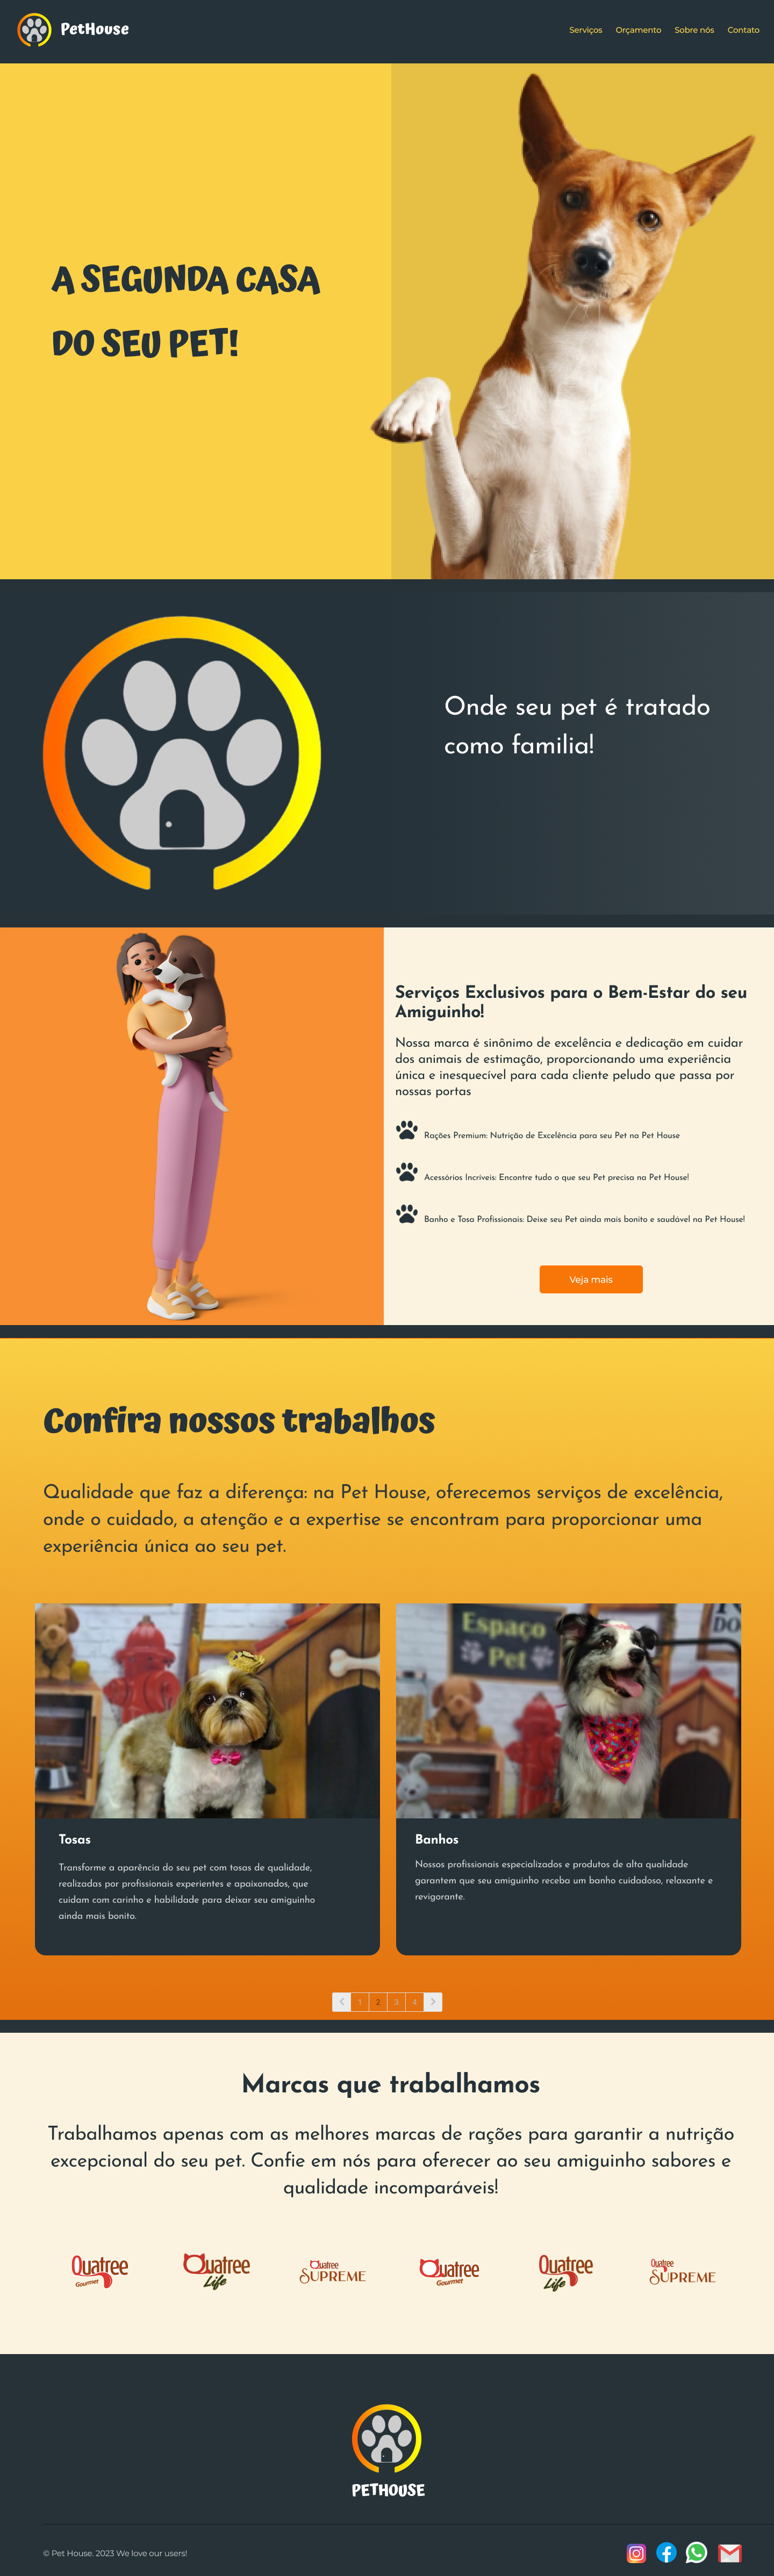 PetHouse
Serviços Orçamento Sobre nós Contato
A SEGUNDA CASA
DO SEU PET!
Onde seu pet é tratado
como familia!
Serviços Exclusivos para o Bem-Estar do seu
Amiguinho!
Nossa marca é sinônimo de excelência e dedicação em cuidar
dos animais de estimação, proporcionando uma experiência
única e inesquecível para cada cliente peludo que passa por
nossas portas
Rações Premium: Nutrição de Excelência para seu Pet na Pet House
Acessórios Incríveis: Encontre tudo o que seu Pet precisa na Pet House!
Banho e Tosa Profissionais: Deixe seu Pet ainda mais bonito e saudável na Pet House!
Veja mais
Confira nossos trabalhos
Qualidade que faz a diferença: na Pet House, oferecemos serviços de excelência,
onde o cuidado, a atenção e a expertise se encontram para proporcionar uma
experiência única ao seu pet.
Espaço
Pet
DO
Tosas
Transforme a aparência do seu pet com tosas de qualidade,
realizadas por profissionais experientes e apaixonados, que
cuidam com carinho e habilidade para deixar seu amiguinho
ainda mais bonito.
Banhos
Nossos profissionais especializados e produtos de alta qualidade
garantem que seu amiguinho receba um banho cuidadoso, relaxante e
revigorante.
1 2 3 4
Marcas que trabalhamos
Trabalhamos apenas com as melhores marcas de rações para garantir a nutrição
excepcional do seu pet. Confie em nós para oferecer ao seu amiguinho sabores e
qualidade incomparáveis!
Quatree
Gourmet
Quatree
Life
Quatree
SUPREME
Quatree
Gourmet
Quatree
Life
Quatree
SUPREME
PETHOUSE
© Pet House. 2023 We love our users!